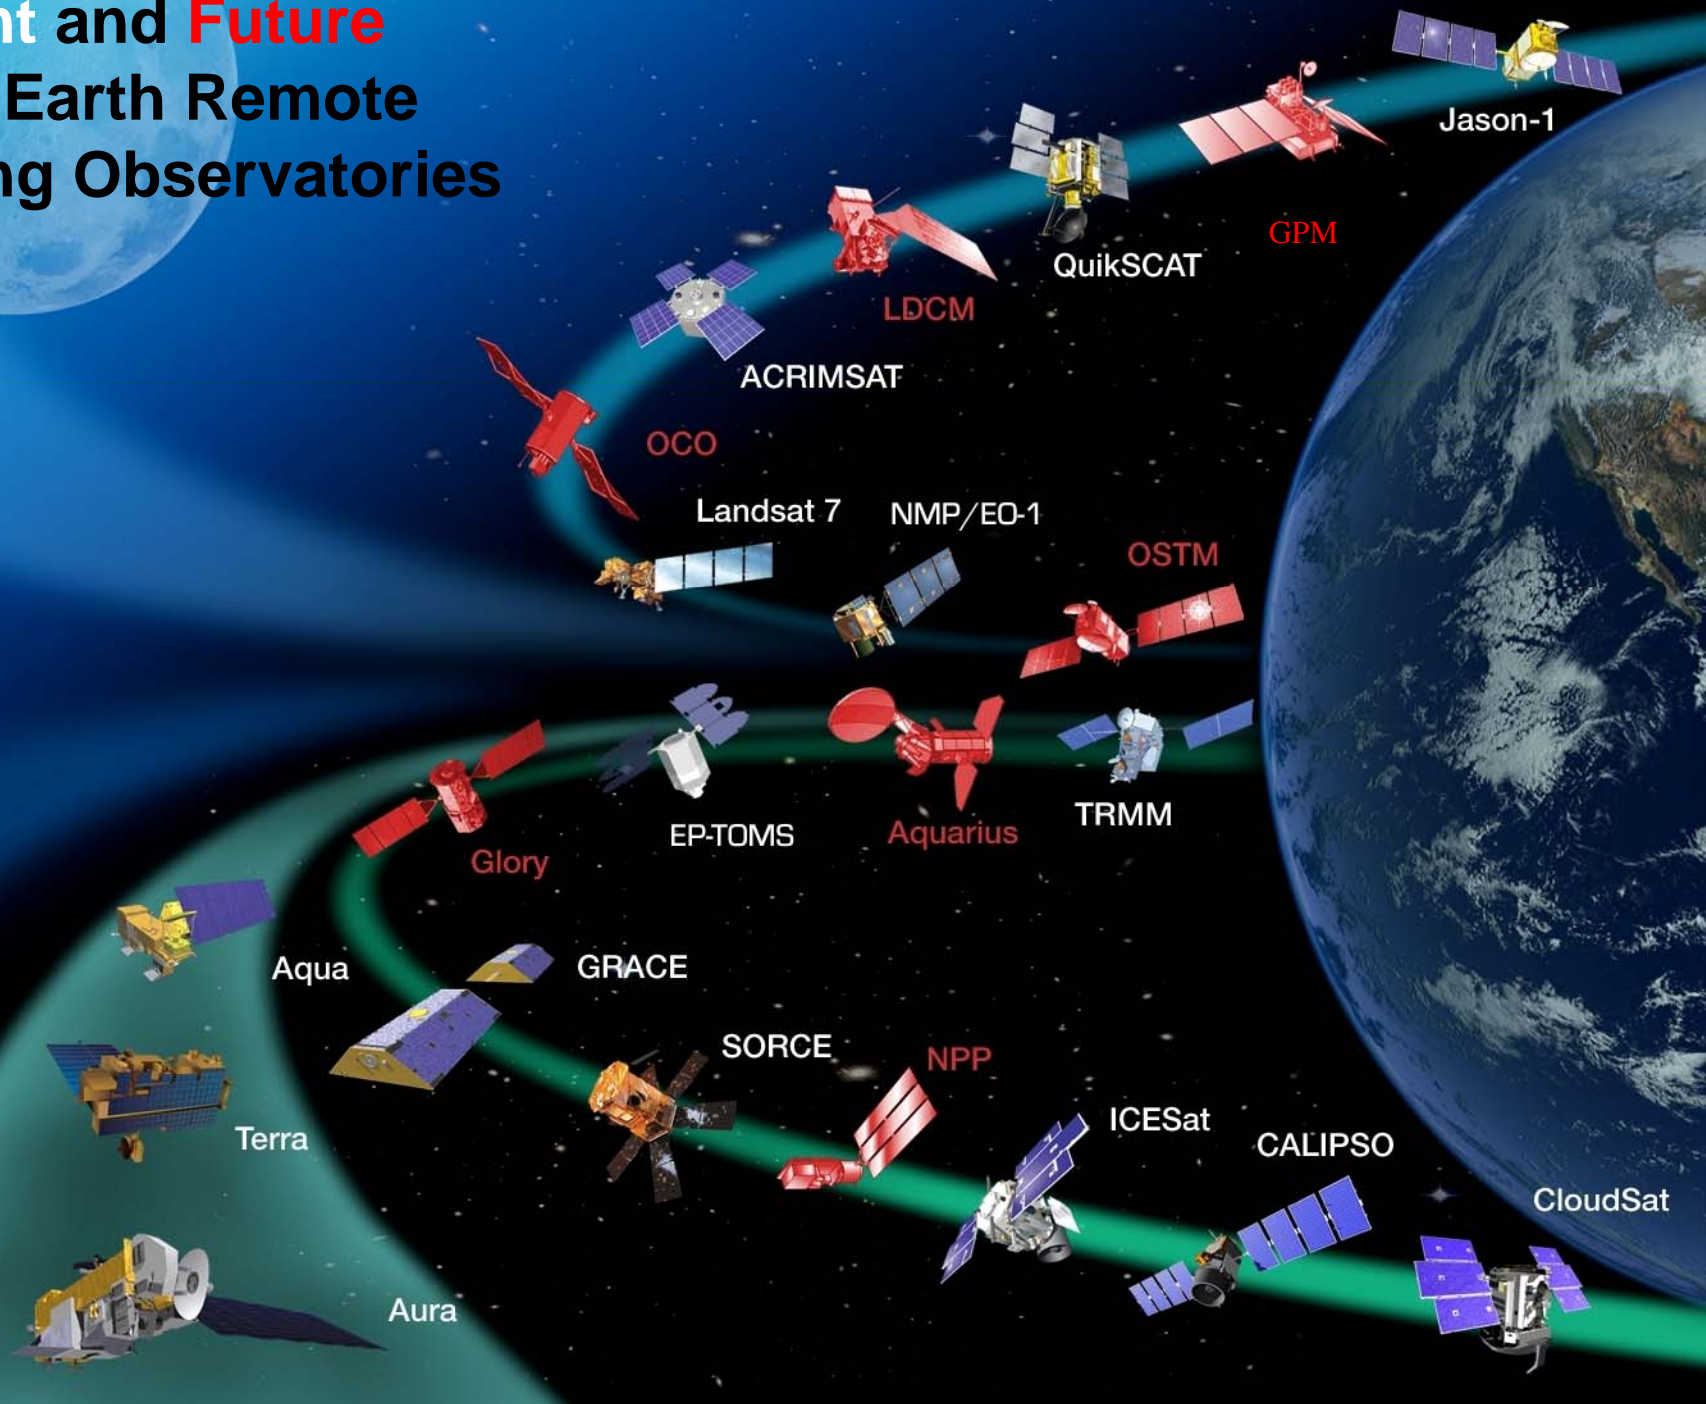 nt and Future
Earth Remote
ng Observatories
Jason-1
GPM
QuikSCAT
LDCM
ACRIMSAT
OCO
Landsat 7
NMP/EO-1
OSTM
TRMM
Aquarius
EP-TOMS
Glory
Aqua
GRACE
SORCE
NPP
Terra
ICESat
CALIPSO
CloudSat
Aura